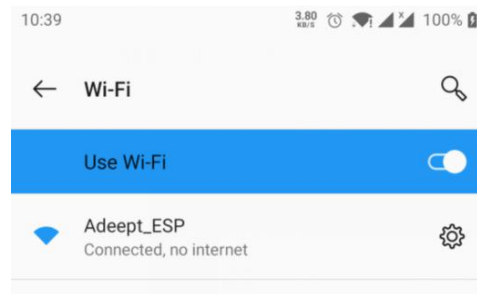 10:39
3.80
KB/S
100%
Wi-Fi
Use Wi-Fi
Adeept_ESP
Connected, no internet